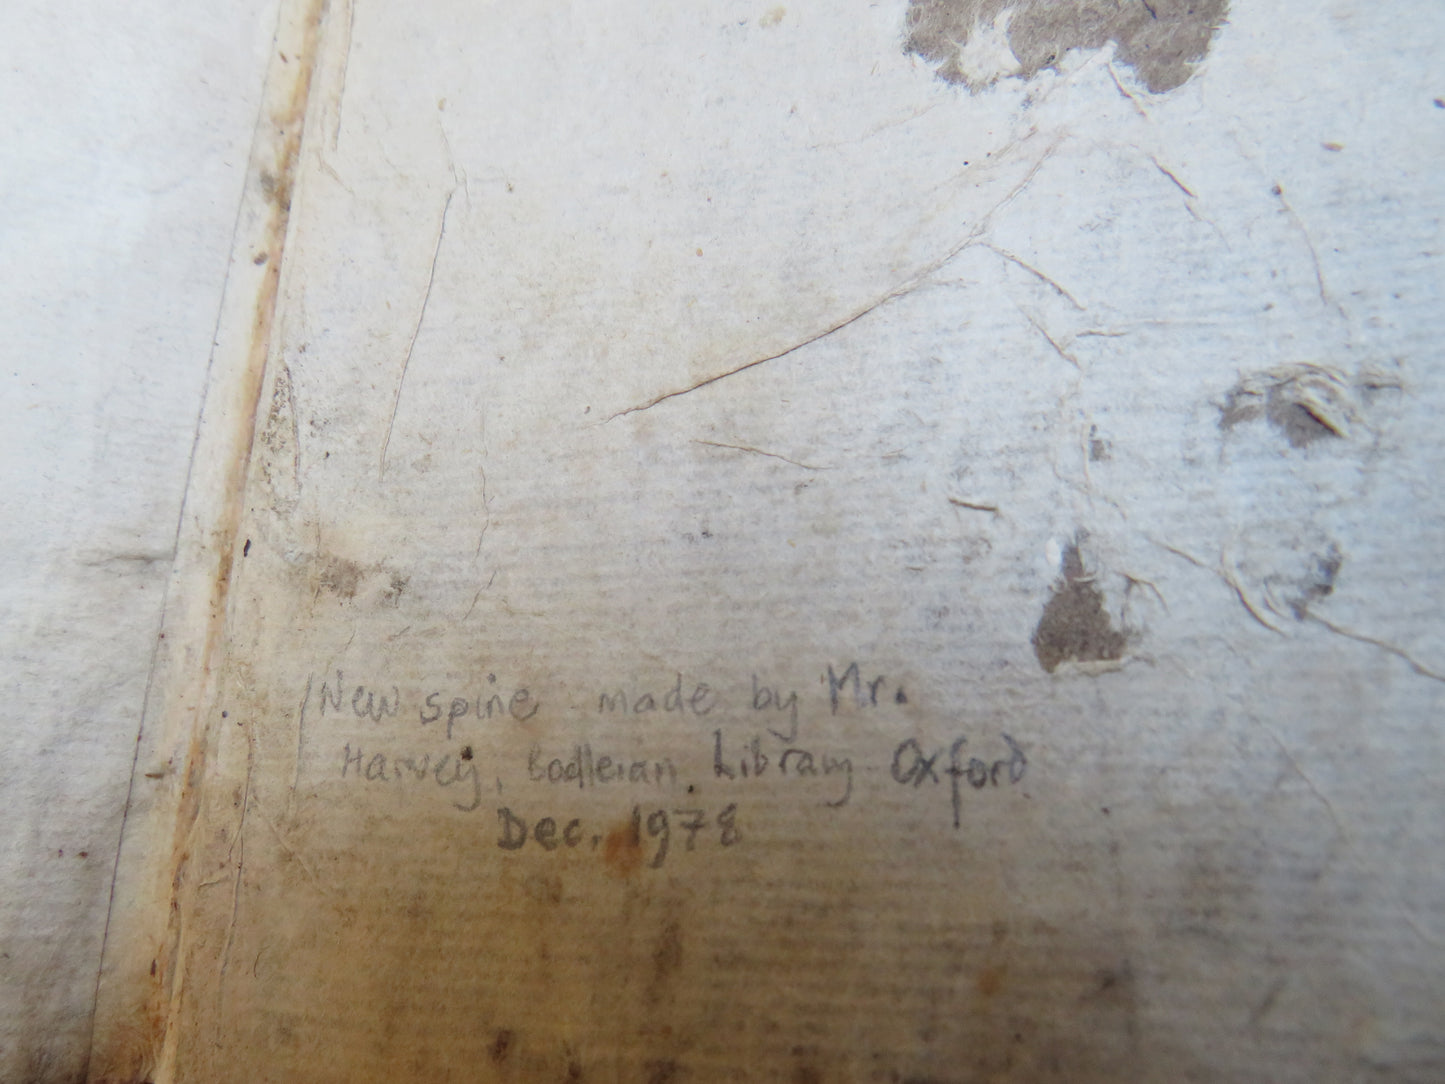 New spine made by Mr.
Harvey, Bodleian Library Oxford
Dec. 1978